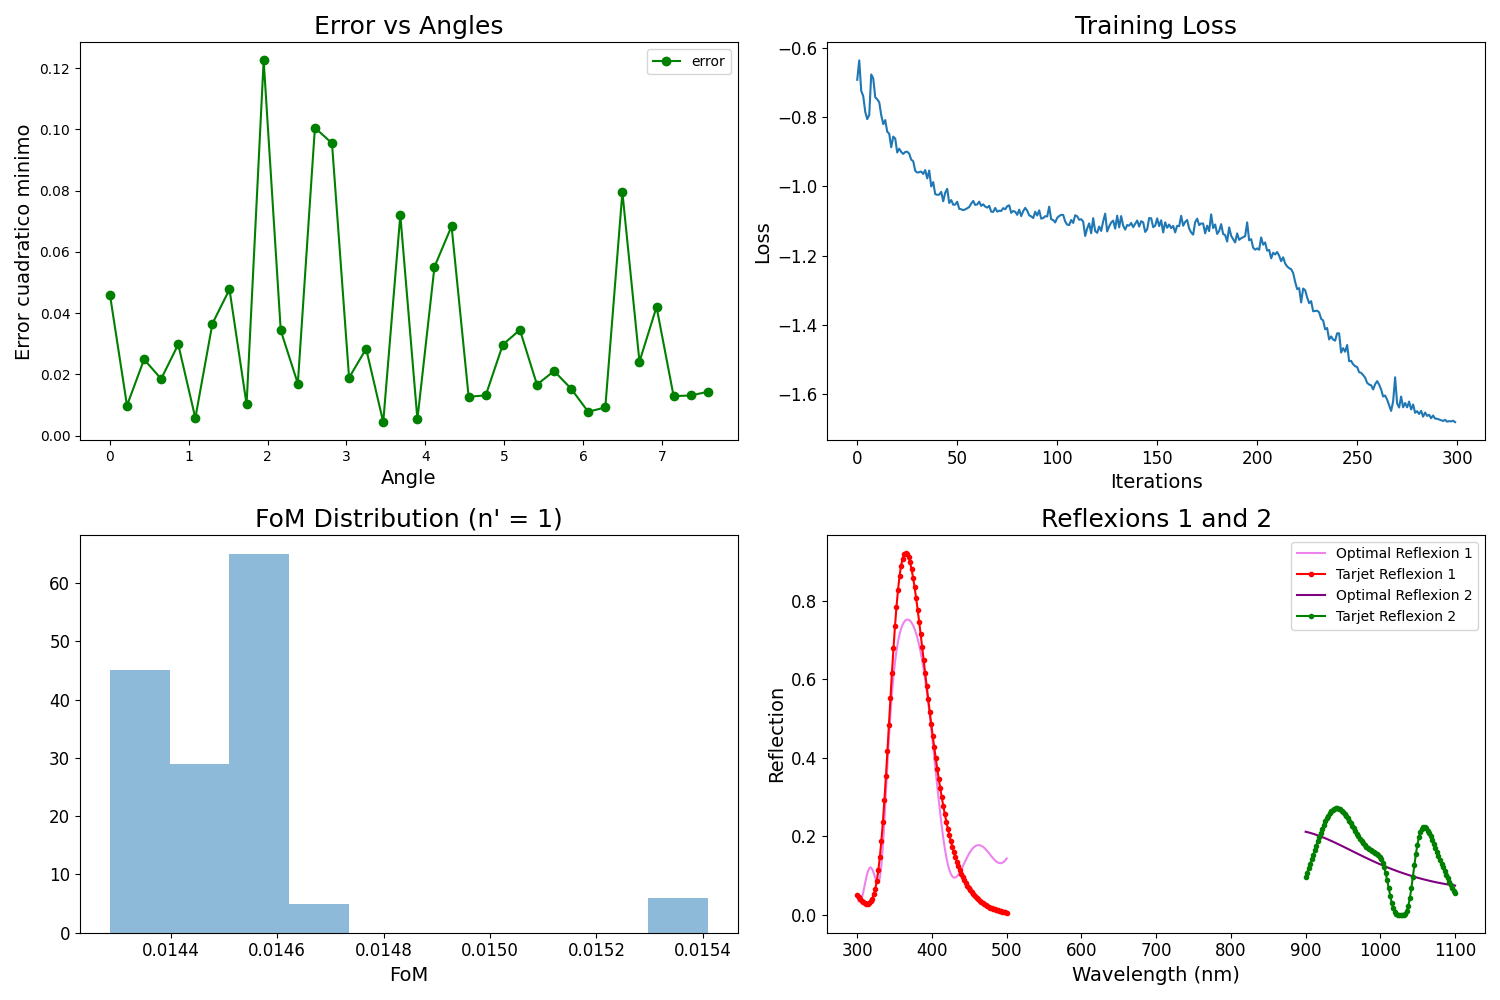 Error vs Angles
error
Error cuadratico minimo
0.12
0.10
0.08
0.06
0.04
0.02
0.00
0 1 2 3 4 5 6 7
Angle
Training Loss
Loss
−0.6
−0.8
−1.0
−1.2
−1.4
−1.6
0 50 100 150 200 250 300
Iterations
FoM Distribution (n' = 1)
60
50
40
30
20
10
0
0.0144 0.0146 0.0148 0.0150 0.0152 0.0154
FoM
Reflexions 1 and 2
Optimal Reflexion 1
Tarjet Reflexion 1
Optimal Reflexion 2
Tarjet Reflexion 2
Reflection
0.8
0.6
0.4
0.2
0.0
300 400 500 600 700 800 900 1000 1100
Wavelength (nm)